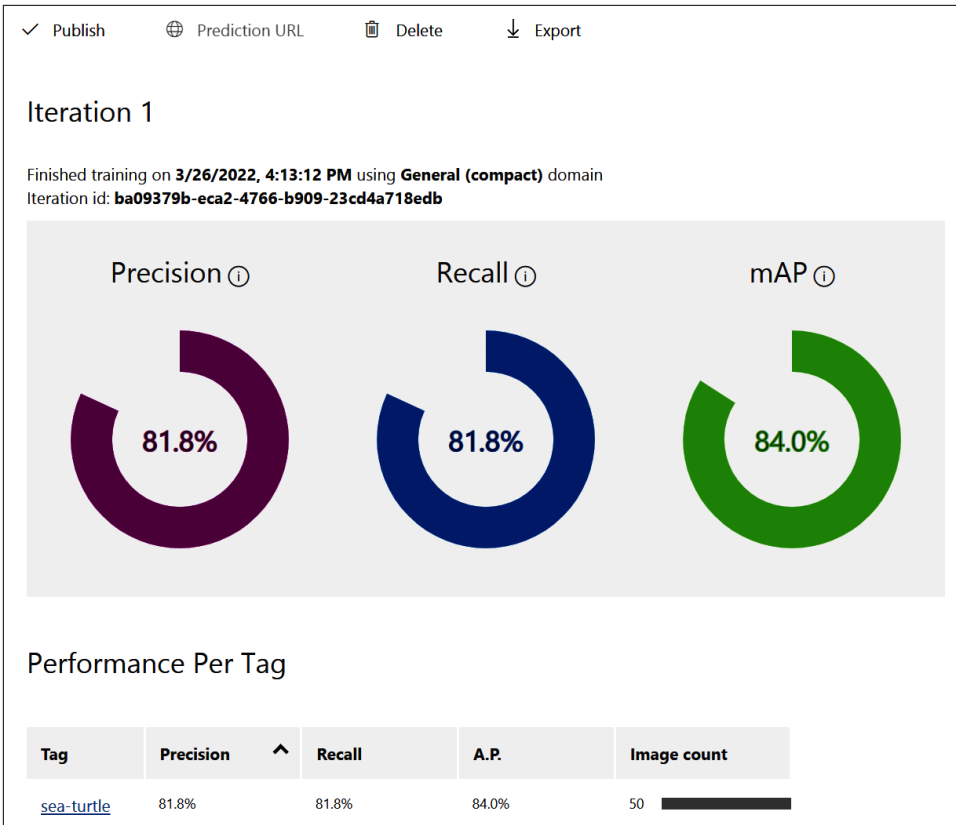 Publish Prediction URL Delete Export
Iteration 1
Finished training on 3/26/2022, 4:13:12 PM using General (compact) domain
Iteration id: ba09379b-eca2-4766-b909-23cd4a718edb
Precision Recall mAP
81.8% 81.8% 84.0%
Performance Per Tag
Tag Precision Recall A.P. Image count
sea-turtle 81.8% 81.8% 84.0% 50